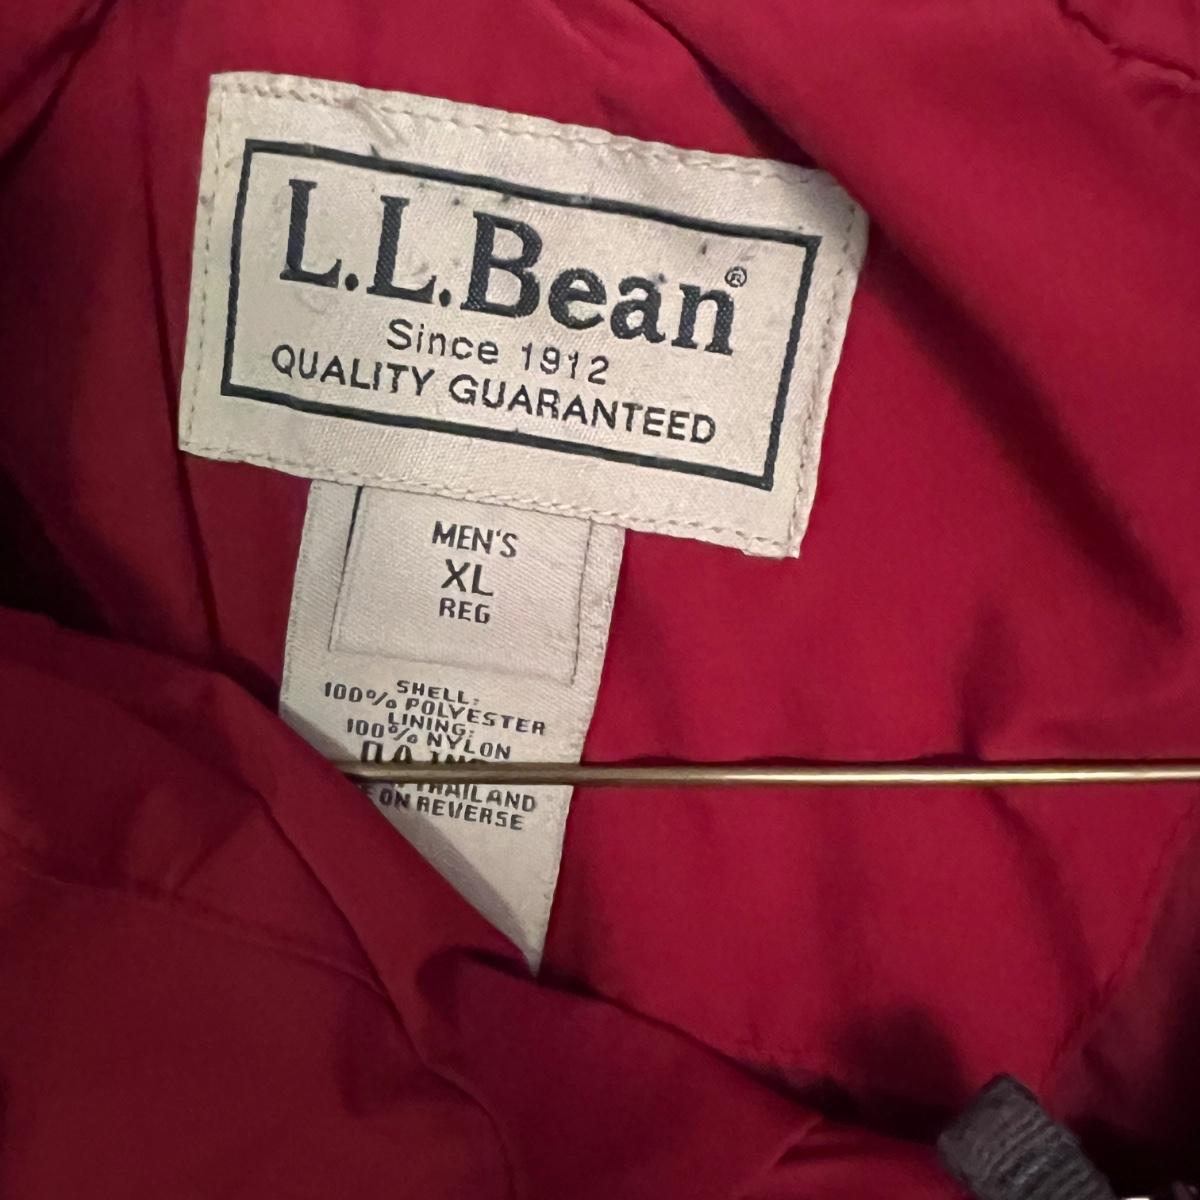 L.L.Bean®
Since 1912
QUALITY GUARANTEED
MEN'S
XL
REG
SHELL:
100% POLYESTER
LINING:
100% NYLON
THAILAND
ON REVERSE